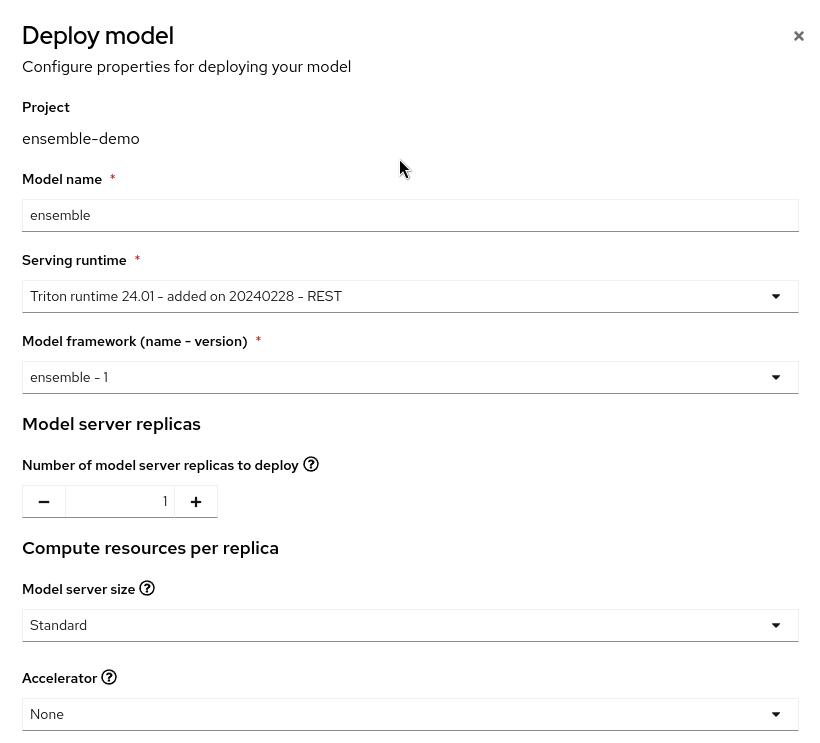 Deploy model
Configure properties for deploying your model
Project
ensemble-demo
Model name *
ensemble
Serving runtime *
Triton runtime 24.01 - added on 20240228 - REST
Model framework (name - version) *
ensemble - 1
Model server replicas
Number of model server replicas to deploy
1
Compute resources per replica
Model server size
Standard
Accelerator
None